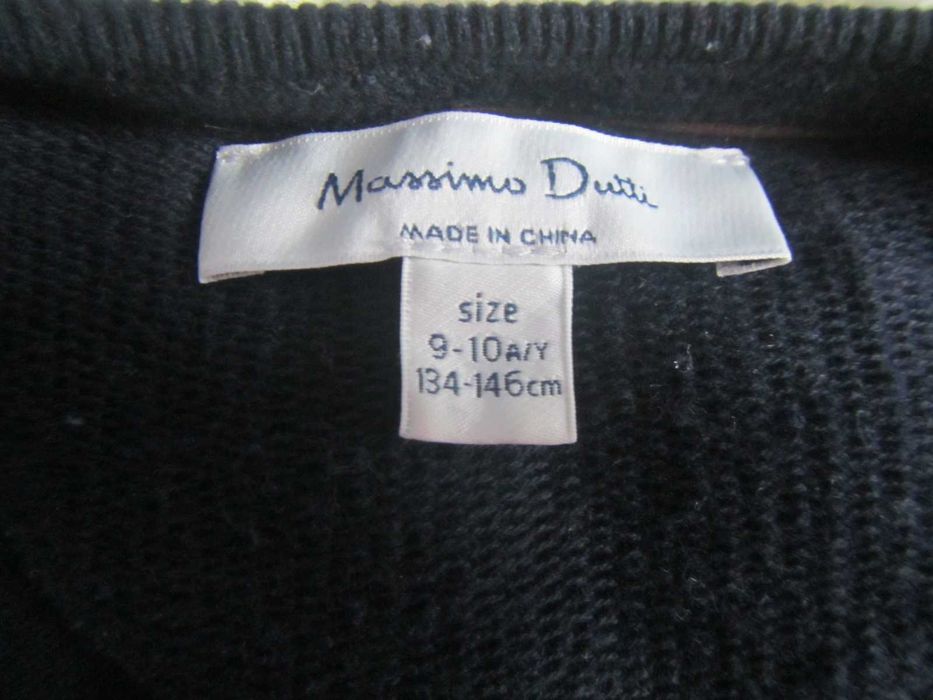 Massimo Dutti
MADE IN CHINA
size
9-10A/Y
134-146cm